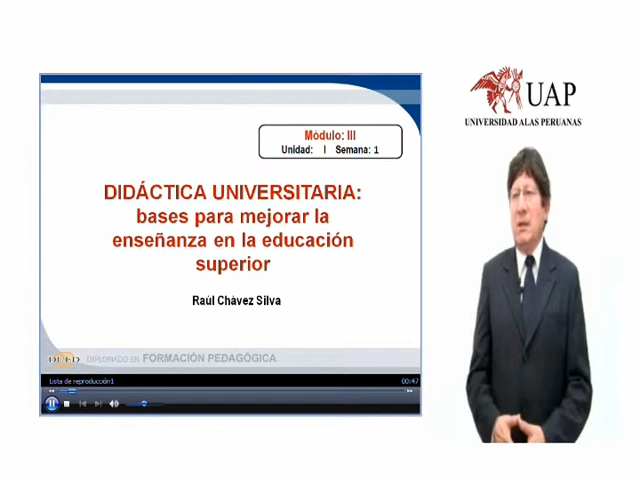 UAP
UNIVERSIDAD ALAS PERUANAS
Módulo: III
Unidad: I Semana: 1
DIDÁCTICA UNIVERSITARIA:
bases para mejorar la
enseñanza en la educación
superior
Raúl Chávez Silva
DUED DIPLOMADO EN FORMACIÓN PEDAGÓGICA
Lista de reproducción1 00:47